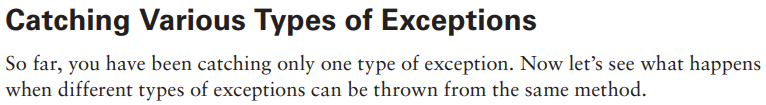 Catching Various Types of Exceptions
So far, you have been catching only one type of exception. Now let’s see what happens
when different types of exceptions can be thrown from the same method.